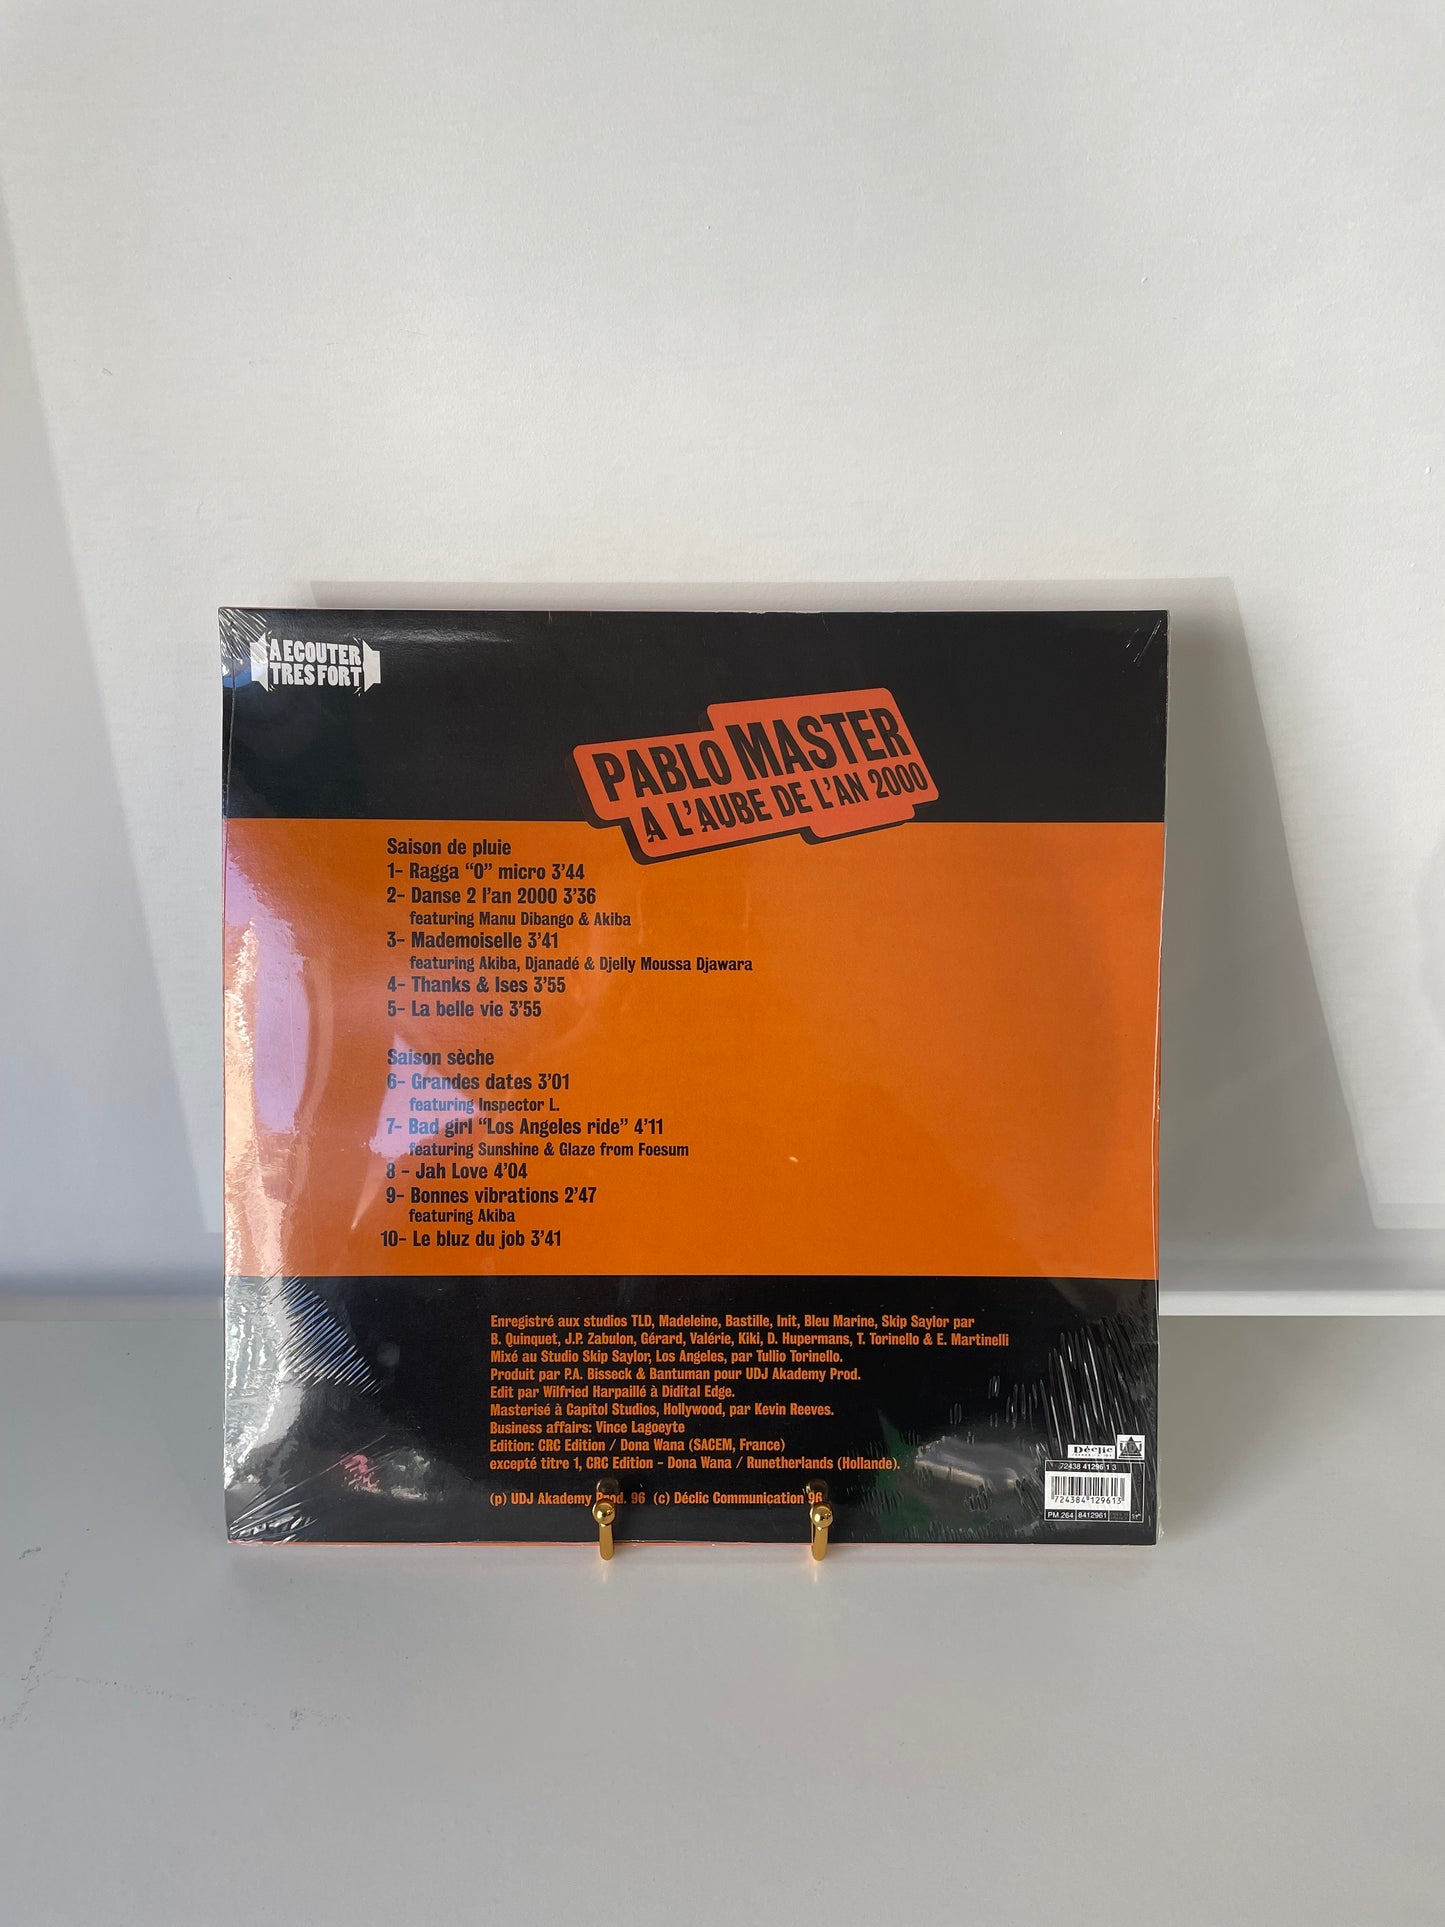 A ECOUTER
TRES FORT
PABLO MASTER
A L'AUBE DE L'AN 2000
Saison de pluie
1- Ragga “O” micro 3’44
2- Danse 2 l’an 2000 3’36
featuring Manu Dibango & Akiba
3- Mademoiselle 3’41
featuring Akiba, Djanadé & Djelly Moussa Djawara
4- Thanks & Ises 3’55
5- La belle vie 3’55
Saison sèche
6- Grandes dates 3’01
featuring Inspector L.
7- Bad girl “Los Angeles ride” 4’11
featuring Sunshine & Glaze from Foesum
8 - Jah Love 4’04
9- Bonnes vibrations 2’47
featuring Akiba
10- Le bluz du job 3’41
Enregistré aux studios TLD, Madeleine, Bastille, Init, Bleu Marine, Skip Saylor par
B. Quinquet, J.P. Zabulon, Gérard, Valérie, Kiki, D. Hupermans, T. Torinello & E. Martinelli
Mixé au Studio Skip Saylor, Los Angeles, par Tullio Torinello.
Produit par P.A. Bisseck & Bantuman pour UDJ Akademy Prod.
Edit par Wilfried Harpaillé à Didital Edge.
Masterisé à Capitol Studios, Hollywood, par Kevin Reeves.
Business affairs: Vince Lagoeyte
Edition: CRC Edition / Dona Wana (SACEM, France)
excepté titre 1, CRC Edition - Dona Wana / Runetherlands (Hollande).
(p) UDJ Akademy Prod. 96 (c) Déclic Communication 96
Déclic
72438 41296 1 3
724384 129613
PM 264 8412961